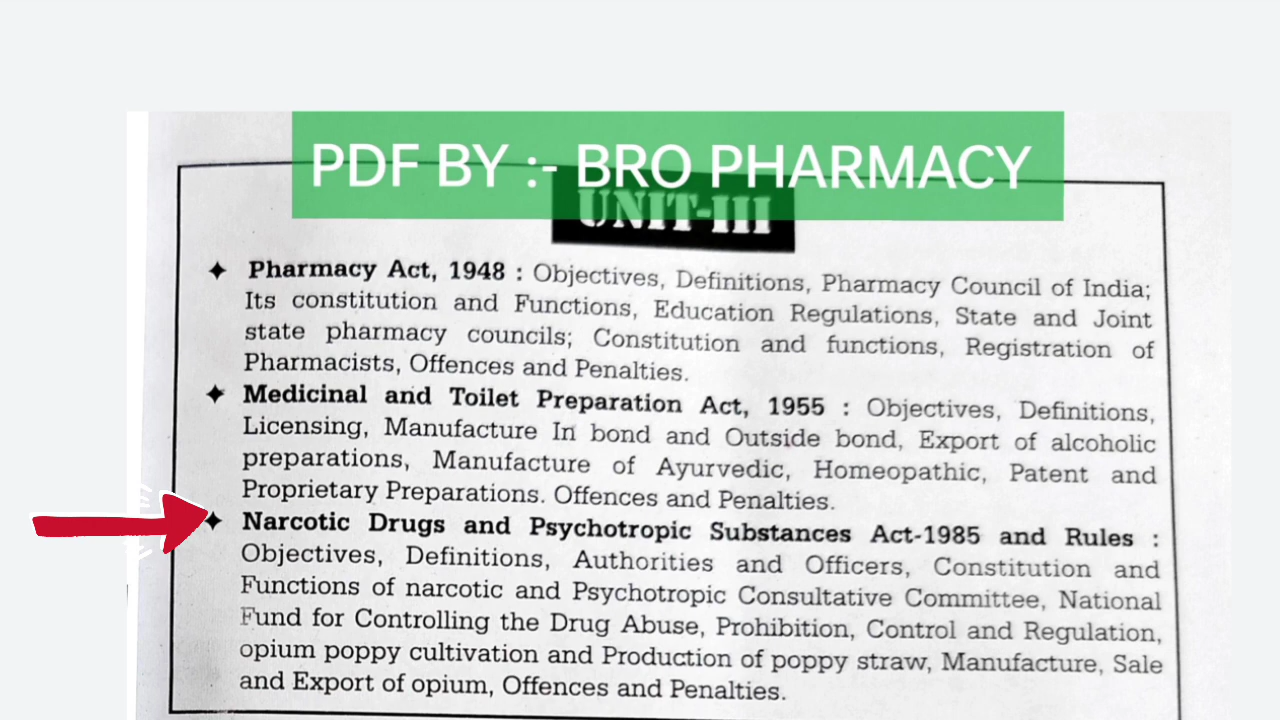 PDF BY :- BRO PHARMACY
UNIT-III
✦ Pharmacy Act, 1948 : Objectives, Definitions, Pharmacy Council of India;
Its constitution and Functions, Education Regulations, State and Joint
state pharmacy councils; Constitution and functions, Registration of
Pharmacists, Offences and Penalties.
✦ Medicinal and Toilet Preparation Act, 1955 : Objectives, Definitions,
Licensing, Manufacture In bond and Outside bond, Export of alcoholic
preparations, Manufacture of Ayurvedic, Homeopathic, Patent and
Proprietary Preparations. Offences and Penalties.
✦ Narcotic Drugs and Psychotropic Substances Act-1985 and Rules :
Objectives, Definitions, Authorities and Officers, Constitution and
Functions of narcotic and Psychotropic Consultative Committee, National
Fund for Controlling the Drug Abuse, Prohibition, Control and Regulation,
opium poppy cultivation and Production of poppy straw, Manufacture, Sale
and Export of opium, Offences and Penalties.